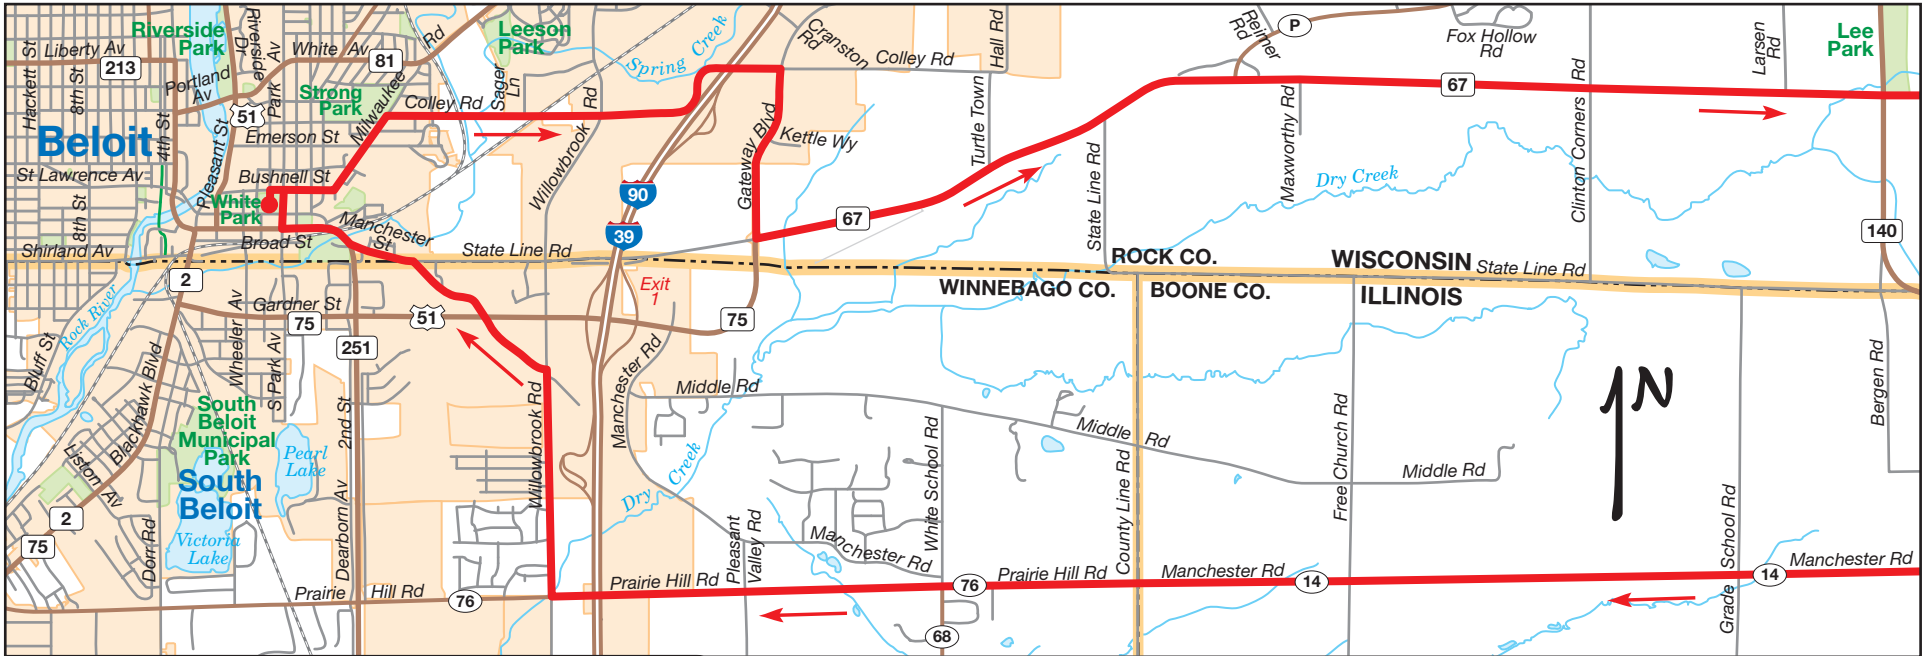 Riverside
Park
Liberty Av
213
Hackett St
8th St
Portland
Av
Riverside
Dr
Park Av
White Av
81
Rd
Leeson
Park
Spring Creek
Cranston
Rd
Colley Rd
Hall Rd
Reimer
Rd
P
Fox Hollow
Rd
Larsen
Rd
Lee
Park
Strong
Park
Milwaukee
Colley Rd
Sager
Ln
Willowbrook Rd
51
Emerson St
Beloit
4th St
Pleasant St
Bushnell St
St Lawrence Av
White
Park
8th St
Shirland Av
Broad St
Manchester
St
State Line Rd
90
39
Gateway Blvd
Kettle Wy
67
Turtle Town
State Line Rd
Maxworthy Rd
Dry Creek
67
Clinton Corners Rd
140
ROCK CO.
WISCONSIN
State Line Rd
WINNEBAGO CO.
BOONE CO.
ILLINOIS
2
Rock River
Gardner St
75
51
Exit
1
75
251
Bluff St
Wheeler Av
S Park Av
Blackhawk Blvd
2nd St
South
Beloit
Municipal
Park
Pearl
Lake
South
Beloit
Victoria
Lake
Liston Av
2
75
Dorr Rd
Dearborn Av
Prairie Hill Rd
76
Willowbrook Rd
Manchester Rd
Middle Rd
Dry Creek
Pleasant
Valley Rd
Manchester Rd
White School Rd
Middle Rd
County Line Rd
Free Church Rd
Middle Rd
1N
Grade School Rd
Bergen Rd
Prairie Hill Rd
76
Prairie Hill Rd
Manchester Rd
14
14
Manchester Rd
68